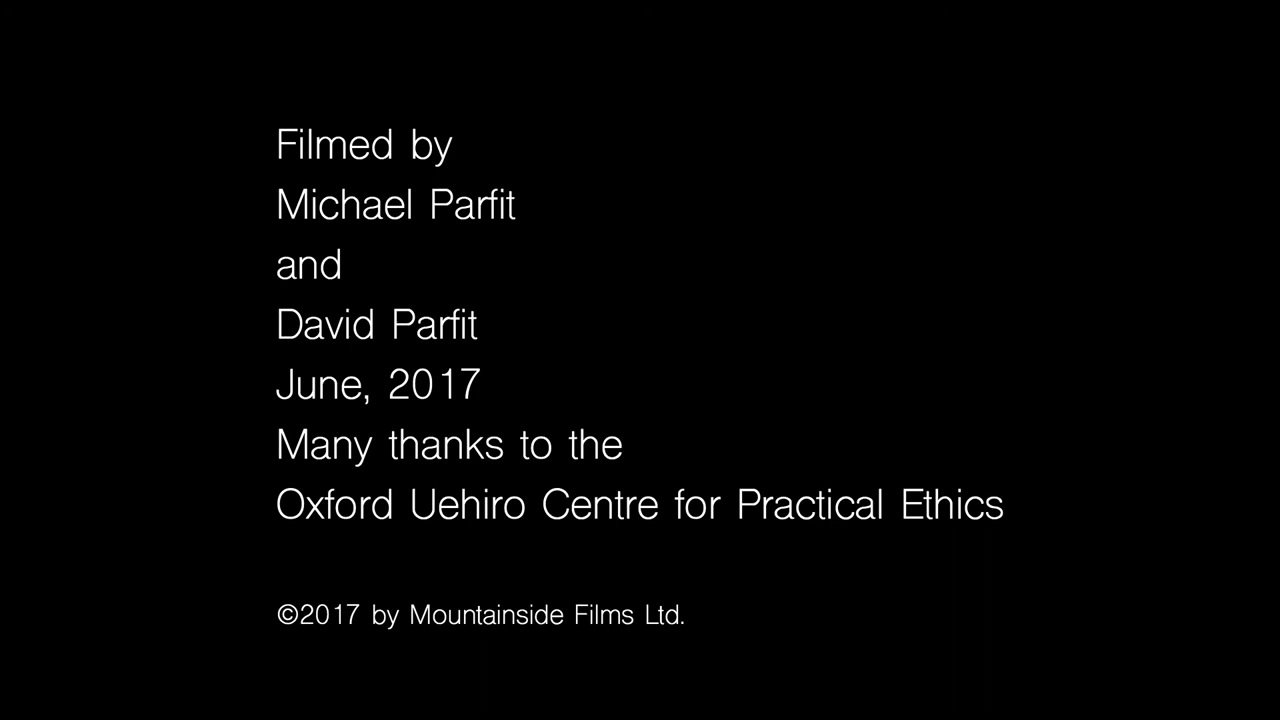 Filmed by
Michael Parfit
and
David Parfit
June, 2017
Many thanks to the
Oxford Uehiro Centre for Practical Ethics
©2017 by Mountainside Films Ltd.